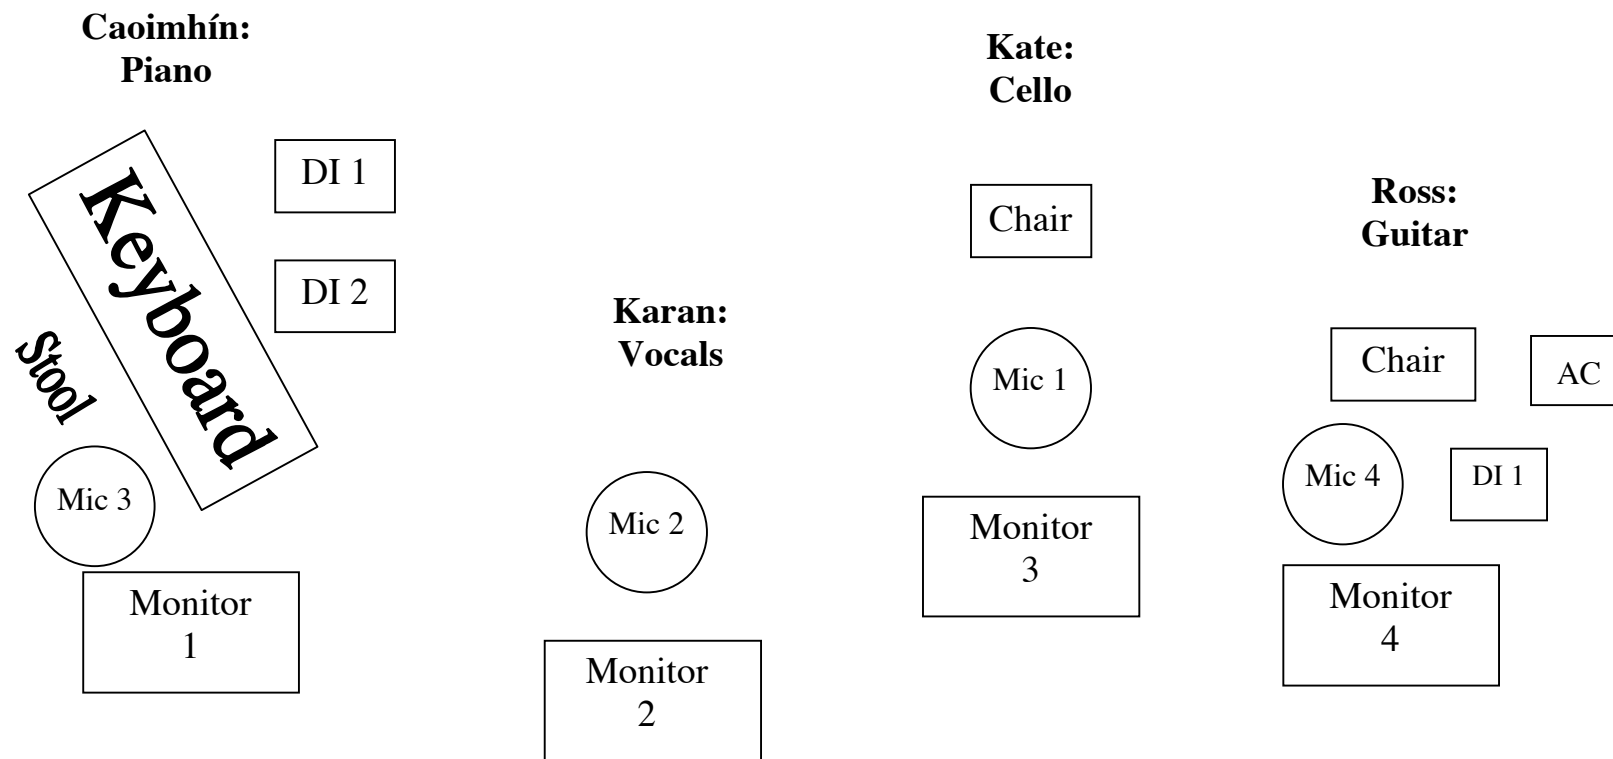 Caoimhín:
Piano
Keyboard
Stool
DI 1
DI 2
Mic 3
Monitor
1
Karan:
Vocals
Mic 2
Monitor
2
Kate:
Cello
Chair
Mic 1
Monitor
3
Ross:
Guitar
Chair
AC
Mic 4
DI 1
Monitor
4